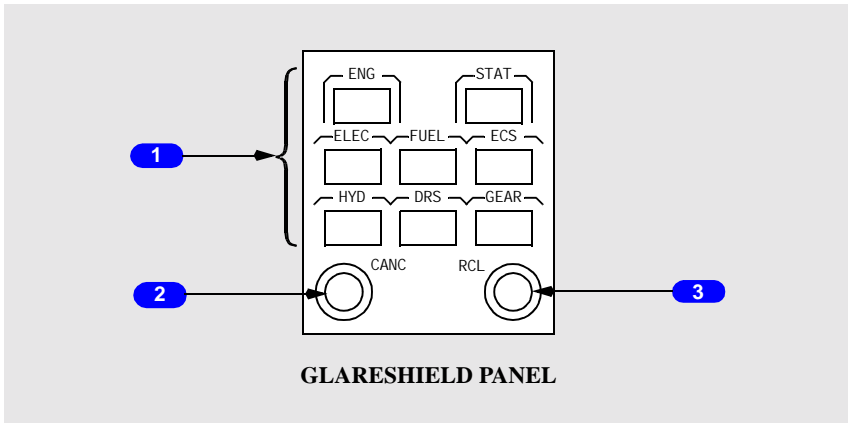 ENG STAT
ELEC FUEL ECS
1
HYD DRS GEAR
CANC RCL
2 3
GLARESHIELD PANEL